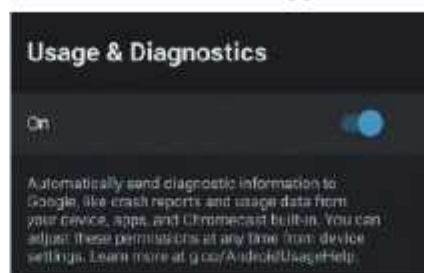 Usage & Diagnostics
On
Automatically send diagnostic information to
Google, like crash reports and usage data from
your device, apps, and Chromecast built-in. You can
adjust these permissions at any time from device
settings. Learn more at g.co/AndroidUsageHelp.